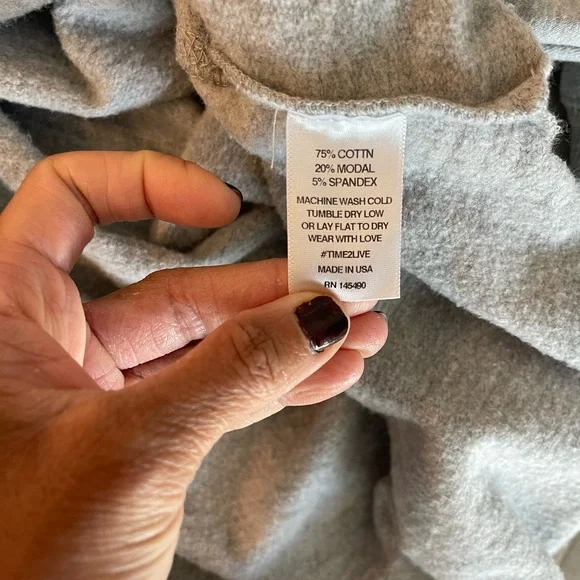 75% COTTN
20% MODAL
5% SPANDEX
MACHINE WASH COLD
TUMBLE DRY LOW
OR LAY FLAT TO DRY
WEAR WITH LOVE
#TIME2LIVE
MADE IN USA
RN 145490